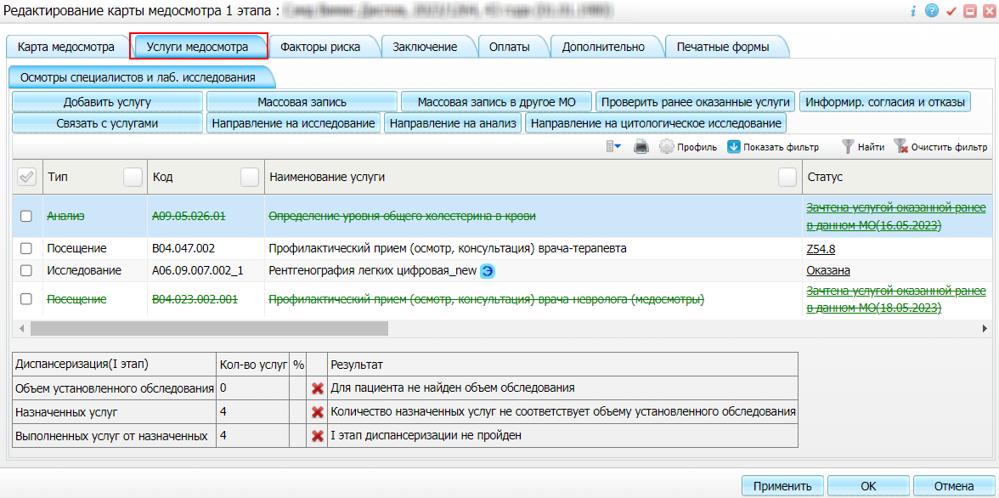 Редактирование карты медосмотра 1 этапа :
Карта медосмотра Услуги медосмотра Факторы риска Заключение Оплаты Дополнительно Печатные формы
Осмотры специалистов и лаб. исследования
Добавить услугу Массовая запись Массовая запись в другое МО Проверить ранее оказанные услуги Информир. согласия и отказы
Связать с услугами Направление на исследование Направление на анализ Направление на цитологическое исследование
Профиль Показать фильтр Найти Очистить фильтр
Тип Код Наименование услуги Статус
Анализ A09.05.026.01 Определение уровня общего холестерина в крови Зачтена услугой оказанной ранее
в данном МО(16.05.2023)
Посещение B04.047.002 Профилактический прием (осмотр, консультация) врача-терапевта Z54.8
Исследование A06.09.007.002_1 Рентгенография легких цифровая_new Э Оказана
Посещение B04.023.002.001 Профилактический прием (осмотр, консультация) врача-невролога (медосмотры) Зачтена услугой оказанной ранее
в данном МО(18.05.2023)
Диспансеризация(I этап) Кол-во услуг % Результат
Объем установленного обследования 0 Для пациента не найден объем обследования
Назначенных услуг 4 Количество назначенных услуг не соответствует объему установленного обследования
Выполненных услуг от назначенных 4 I этап диспансеризации не пройден
Применить ОК Отмена